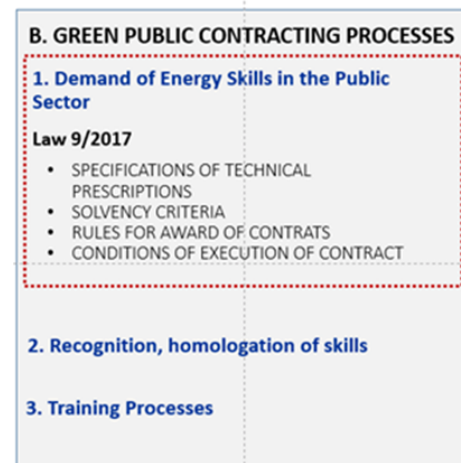 B. GREEN PUBLIC CONTRACTING PROCESSES
1. Demand of Energy Skills in the Public
Sector
Law 9/2017
• SPECIFICATIONS OF TECHNICAL
PRESCRIPTIONS
• SOLVENCY CRITERIA
• RULES FOR AWARD OF CONTRATS
• CONDITIONS OF EXECUTION OF CONTRACT
2. Recognition, homologation of skills
3. Training Processes